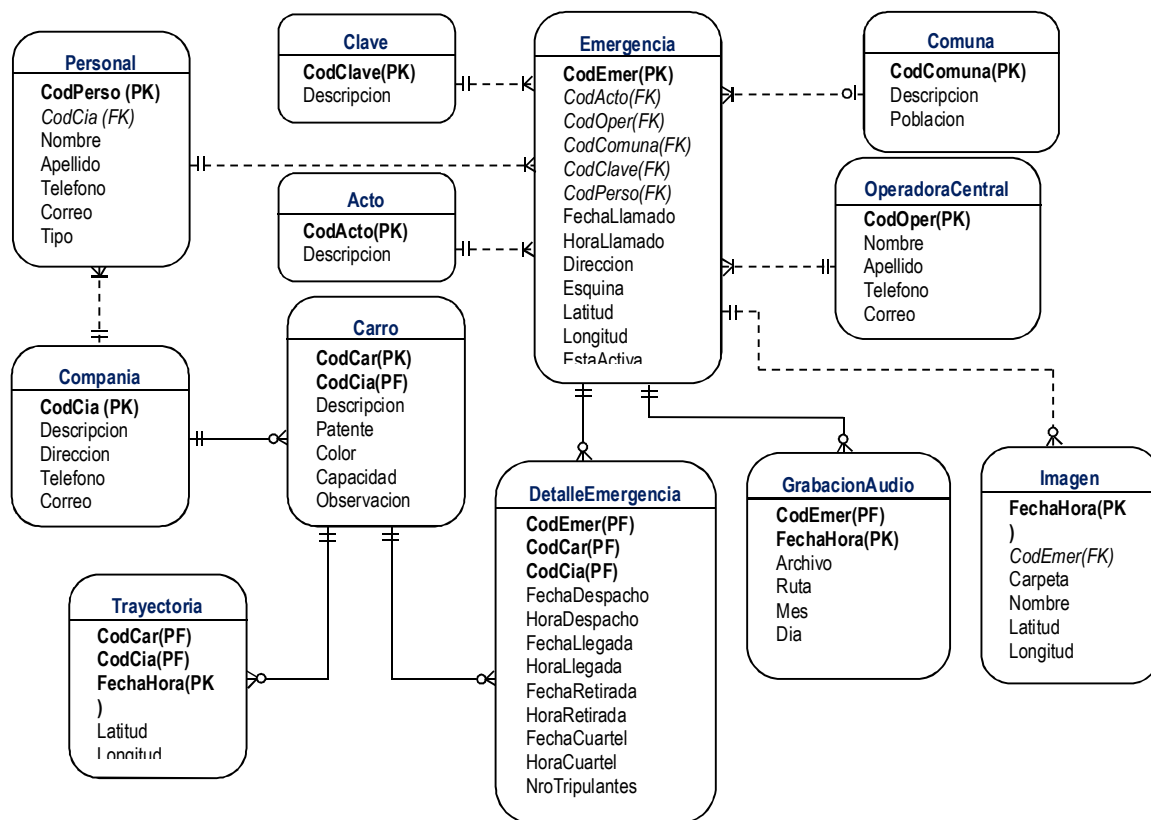 Personal
CodPerso (PK)
CodCia (FK)
Nombre
Apellido
Telefono
Correo
Tipo
Clave
CodClave(PK)
Descripcion
Acto
CodActo(PK)
Descripcion
Emergencia
CodEmer(PK)
CodActo(FK)
CodOper(FK)
CodComuna(FK)
CodClave(FK)
CodPerso(FK)
FechaLlamado
HoraLlamado
Direccion
Esquina
Latitud
Longitud
EstaActiva
Comuna
CodComuna(PK)
Descripcion
Poblacion
OperadoraCentral
CodOper(PK)
Nombre
Apellido
Telefono
Correo
Compania
CodCia (PK)
Descripcion
Direccion
Telefono
Correo
Carro
CodCar(PK)
CodCia(PF)
Descripcion
Patente
Color
Capacidad
Observacion
Trayectoria
CodCar(PF)
CodCia(PF)
FechaHora(PK
)
Latitud
Longitud
DetalleEmergencia
CodEmer(PF)
CodCar(PF)
CodCia(PF)
FechaDespacho
HoraDespacho
FechaLlegada
HoraLlegada
FechaRetirada
HoraRetirada
FechaCuartel
HoraCuartel
NroTripulantes
GrabacionAudio
CodEmer(PF)
FechaHora(PK)
Archivo
Ruta
Mes
Dia
Imagen
FechaHora(PK
)
CodEmer(FK)
Carpeta
Nombre
Latitud
Longitud